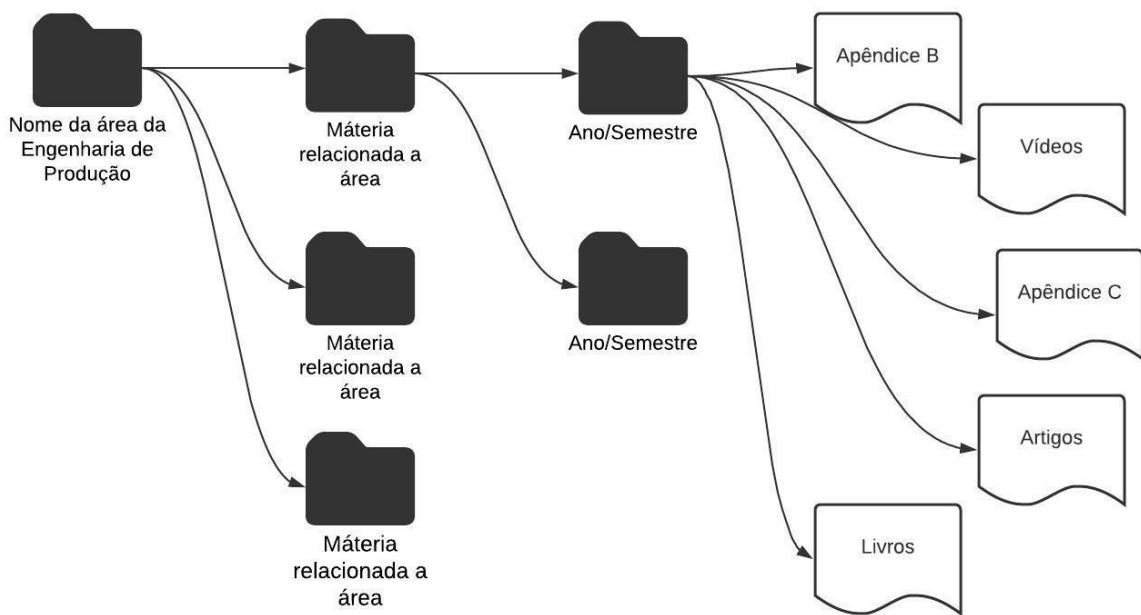 Nome da área da
Engenharia de
Produção
Máteria
relacionada a
área
Máteria
relacionada a
área
Máteria
relacionada a
área
Ano/Semestre
Ano/Semestre
Apêndice B
Vídeos
Apêndice C
Artigos
Livros